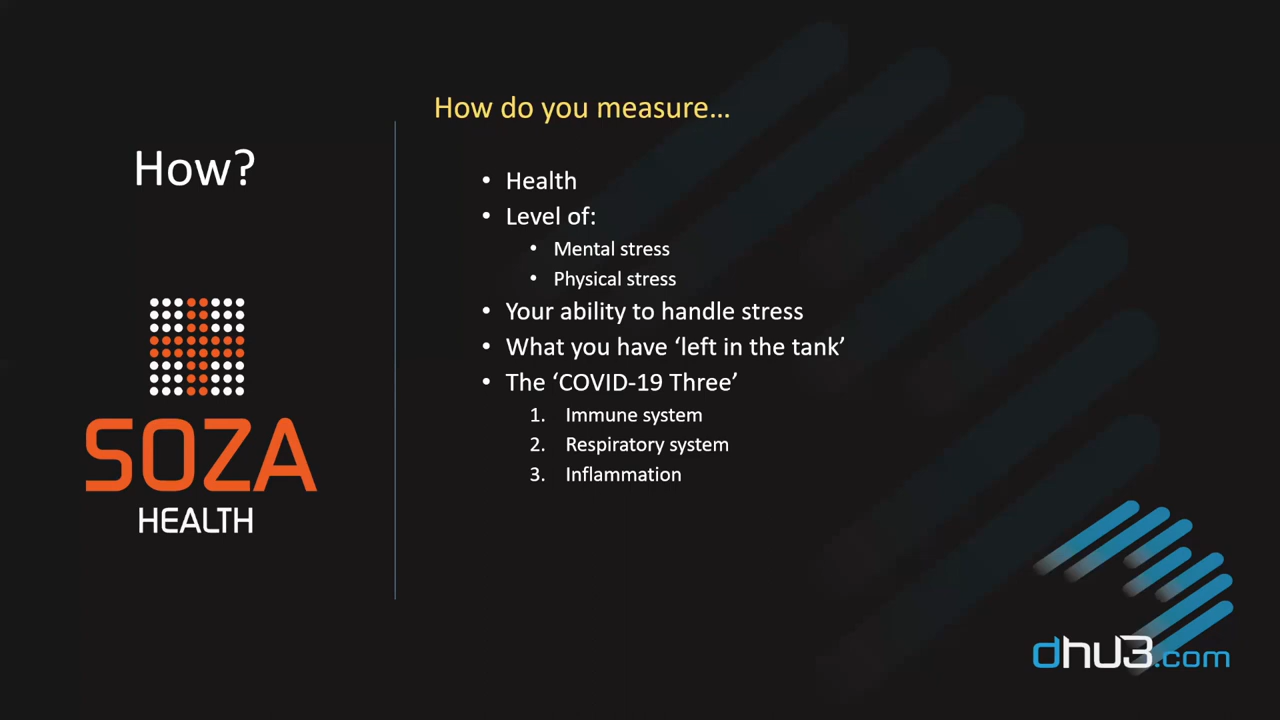 How?
SOZA
HEALTH
How do you measure…
• Health
• Level of:
• Mental stress
• Physical stress
• Your ability to handle stress
• What you have ‘left in the tank’
• The ‘COVID-19 Three’
1. Immune system
2. Respiratory system
3. Inflammation
dhu3.com